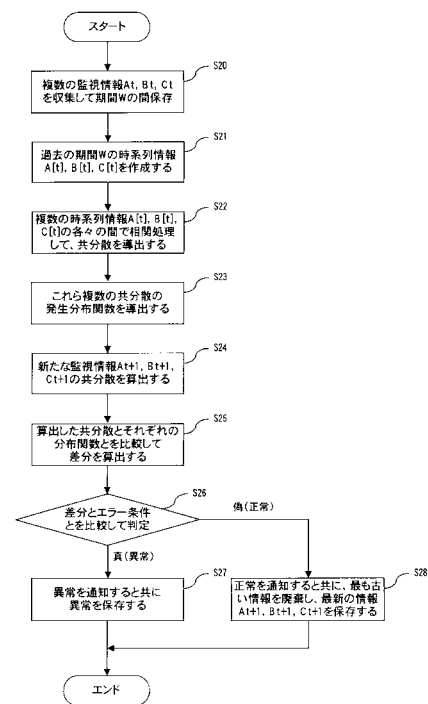 スタート
S20
複数の監視情報At, Bt, Ct
を収集して期間Wの間保存
S21
過去の期間Wの時系列情報
A[t], B[t], C[t]を作成する
S22
複数の時系列情報A[t], B[t],
C[t]の各々の間で相関処理
して、共分散を導出する
S23
これら複数の共分散の
発生分布関数を導出する
S24
新たな監視情報At+1, Bt+1,
Ct+1の共分散を算出する
S25
算出した共分散とそれぞれの
分布関数とを比較して
差分を算出する
S26
差分とエラー条件
とを比較して判定
偽(正常)
真(異常)
S27
異常を通知すると共に
異常を保存する
S28
正常を通知すると共に、最も古
い情報を廃棄し、最新の情報
At+1, Bt+1, Ct+1を保存する
エンド